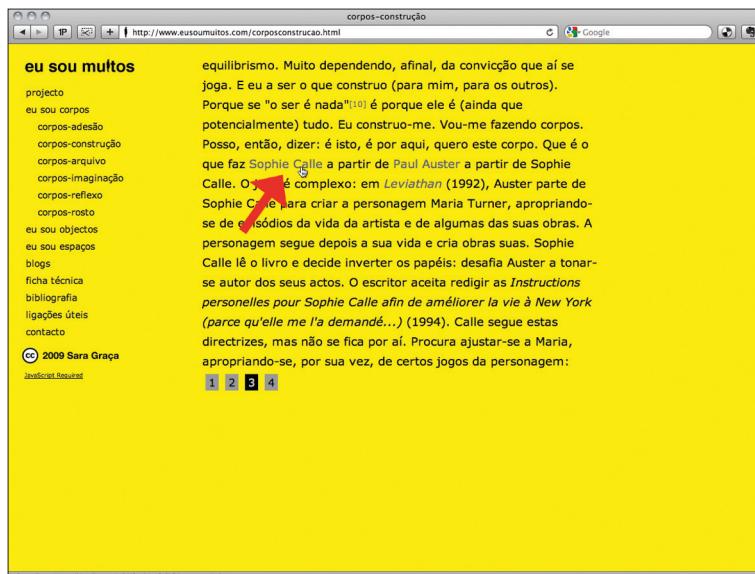 corpos-construção
1P
+
http://www.eusoumuitos.com/corposconstrucao.html
Google
eu sou muitos
projecto
eu sou corpos
corpos-adesão
corpos-construção
corpos-arquivo
corpos-imaginação
corpos-reflexo
corpos-rosto
eu sou objectos
eu sou espaços
blogs
ficha técnica
bibliografia
ligações úteis
contacto
cc 2009 Sara Graça
JavaScript Required
equilibrismo. Muito dependendo, afinal, da convicção que aí se
joga. E eu a ser o que construo (para mim, para os outros).
Porque se "o ser é nada"[10] é porque ele é (ainda que
potencialmente) tudo. Eu construo-me. Vou-me fazendo corpos.
Posso, então, dizer: é isto, é por aqui, quero este corpo. Que é o
que faz Sophie Calle a partir de Paul Auster a partir de Sophie
Calle. O é complexo: em Leviathan (1992), Auster parte de
Sophie Calle para criar a personagem Maria Turner, apropriando-
se de episódios da vida da artista e de algumas das suas obras. A
personagem segue depois a sua vida e cria obras suas. Sophie
Calle lê o livro e decide inverter os papéis: desafia Auster a tonar-
se autor dos seus actos. O escritor aceita redigir as Instructions
personelles pour Sophie Calle afin de améliorer la vie à New York
(parce qu'elle me l'a demandé...) (1994). Calle segue estas
directrizes, mas não se fica por aí. Procura ajustar-se a Maria,
apropriando-se, por sua vez, de certos jogos da personagem:
1 2 3 4